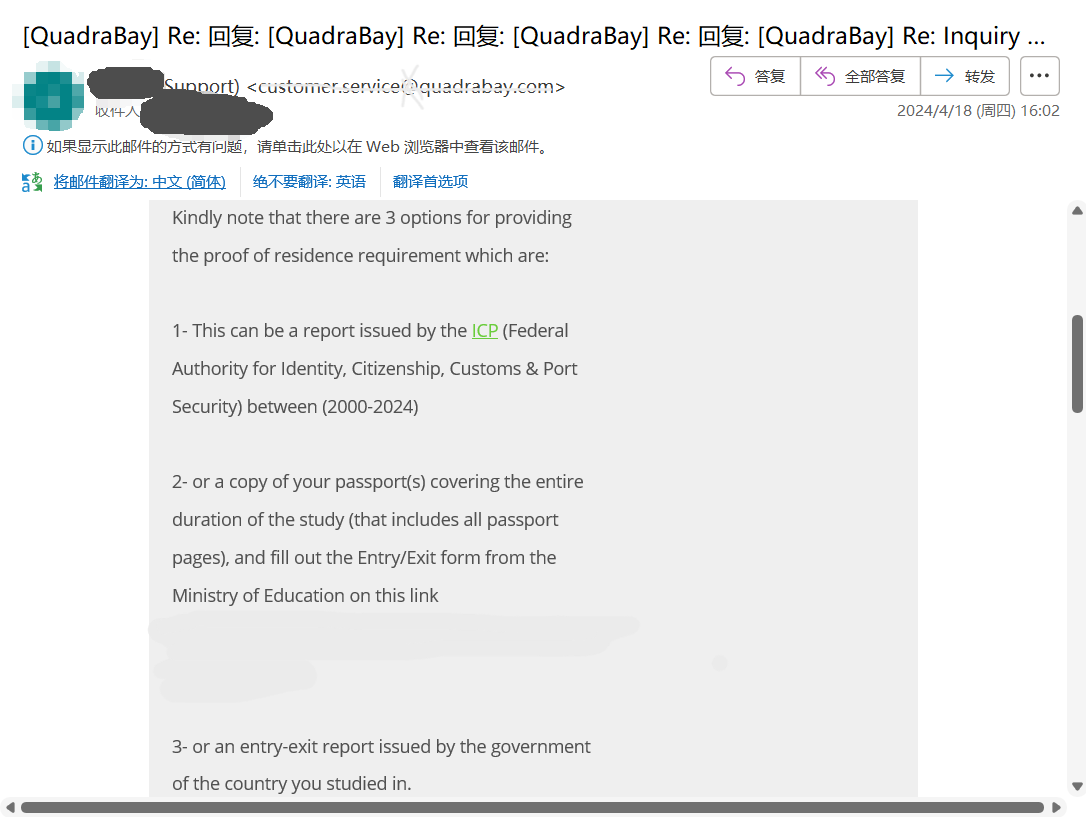 [QuadraBay] Re: 回复: [QuadraBay] Re: 回复: [QuadraBay] Re: 回复: [QuadraBay] Re: Inquiry ...
Support) <customer.service@quadrabay.com>
答复
全部答复
转发
收件人
2024/4/18 (周四) 16:02
如果显示此邮件的方式有问题，请单击此处以在 Web 浏览器中查看该邮件。
将邮件翻译为: 中文 (简体) 绝不要翻译: 英语 翻译首选项
Kindly note that there are 3 options for providing
the proof of residence requirement which are:
1- This can be a report issued by the ICP (Federal
Authority for Identity, Citizenship, Customs & Port
Security) between (2000-2024)
2- or a copy of your passport(s) covering the entire
duration of the study (that includes all passport
pages), and fill out the Entry/Exit form from the
Ministry of Education on this link
3- or an entry-exit report issued by the government
of the country you studied in.